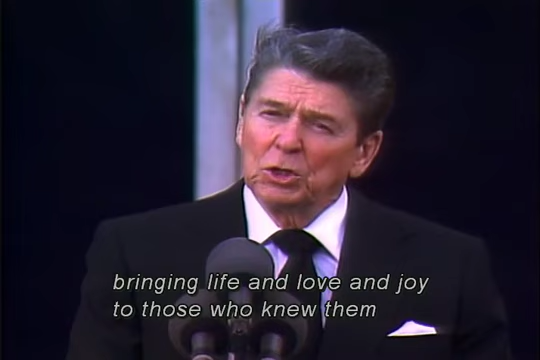 bringing life and love and joy
to those who knew them